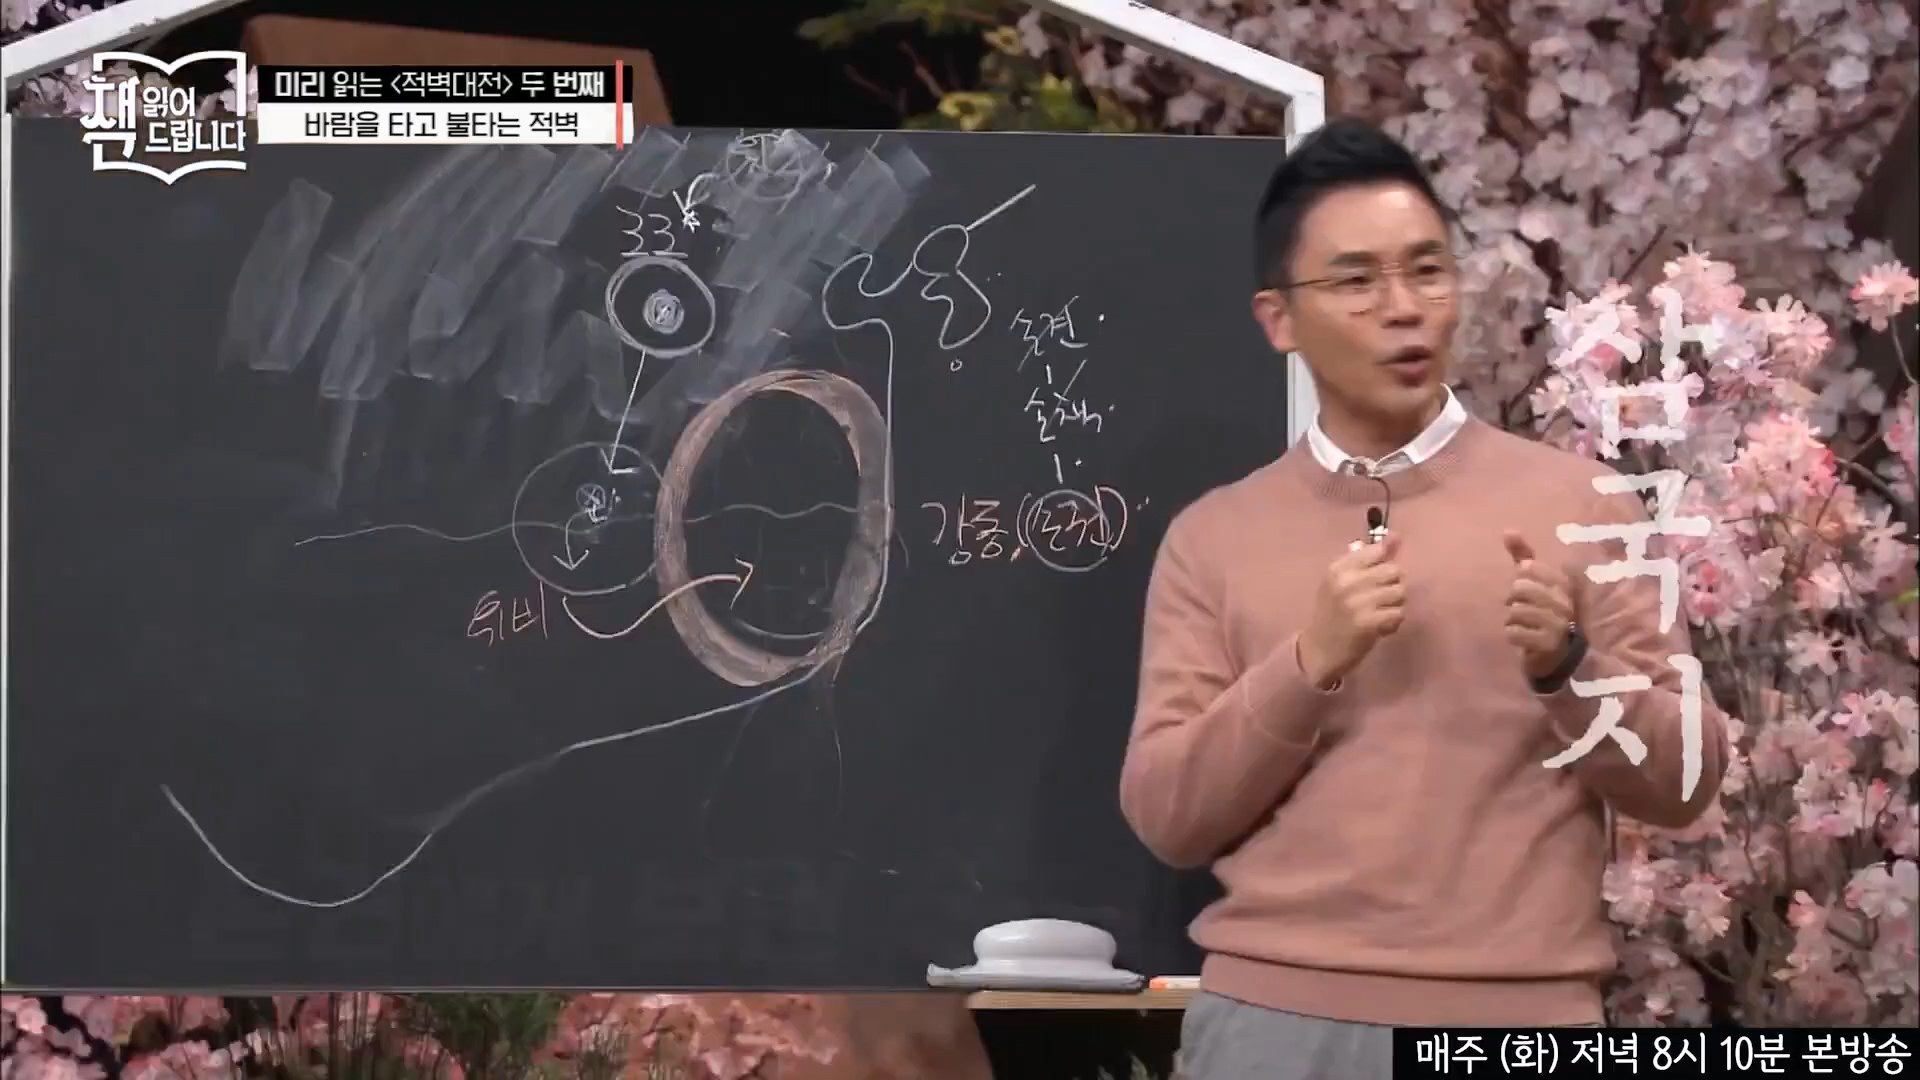 책 읽어
드립니다
미리 읽는 <적벽대전> 두 번째
바람을 타고 불타는 적벽
손견
손책
강동 (손권)
유비
삼국지
매주 (화) 저녁 8시 10분 본방송